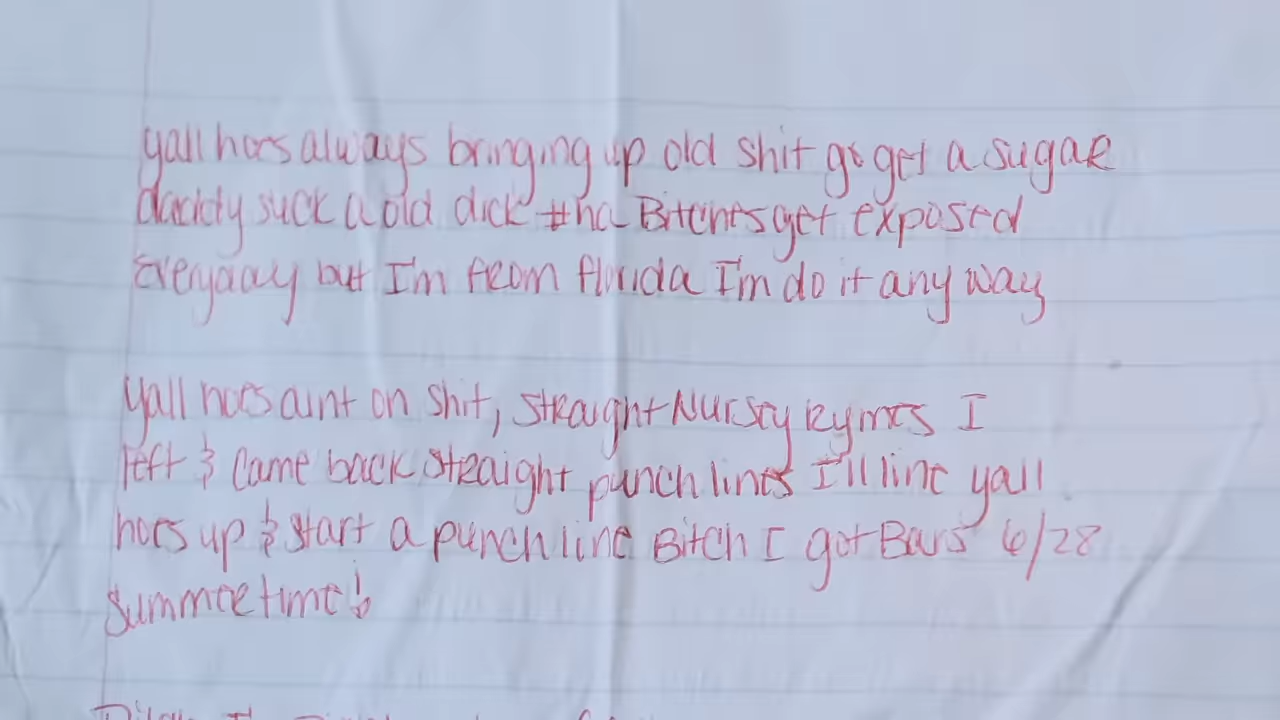 yall hoes always bringing up old shit go get a sugar
daddy suck a old dick #ha Bitches get exposed
Everyday but I'm from florida I'm do it any way
yall hoes aint on shit, straught Nursey Rymes I
left & came back straight punch lines I'll line yall
hoes up & start a punch line Bitch I got Bars 6/28
summertime!